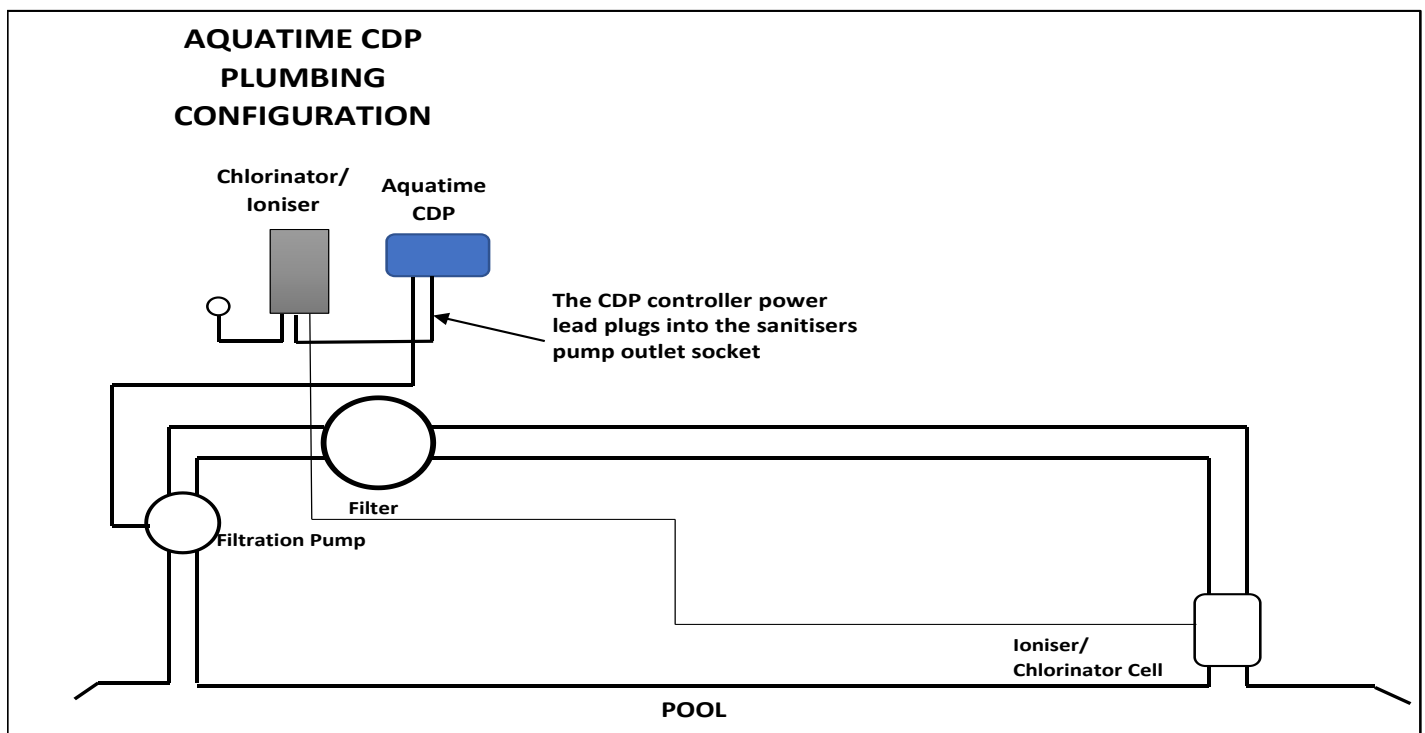 AQUATIME CDP
PLUMBING
CONFIGURATION
Chlorinator/
Ioniser
Aquatime
CDP
The CDP controller power
lead plugs into the sanitisers
pump outlet socket
Filter
Filtration Pump
Ioniser/
Chlorinator Cell
POOL